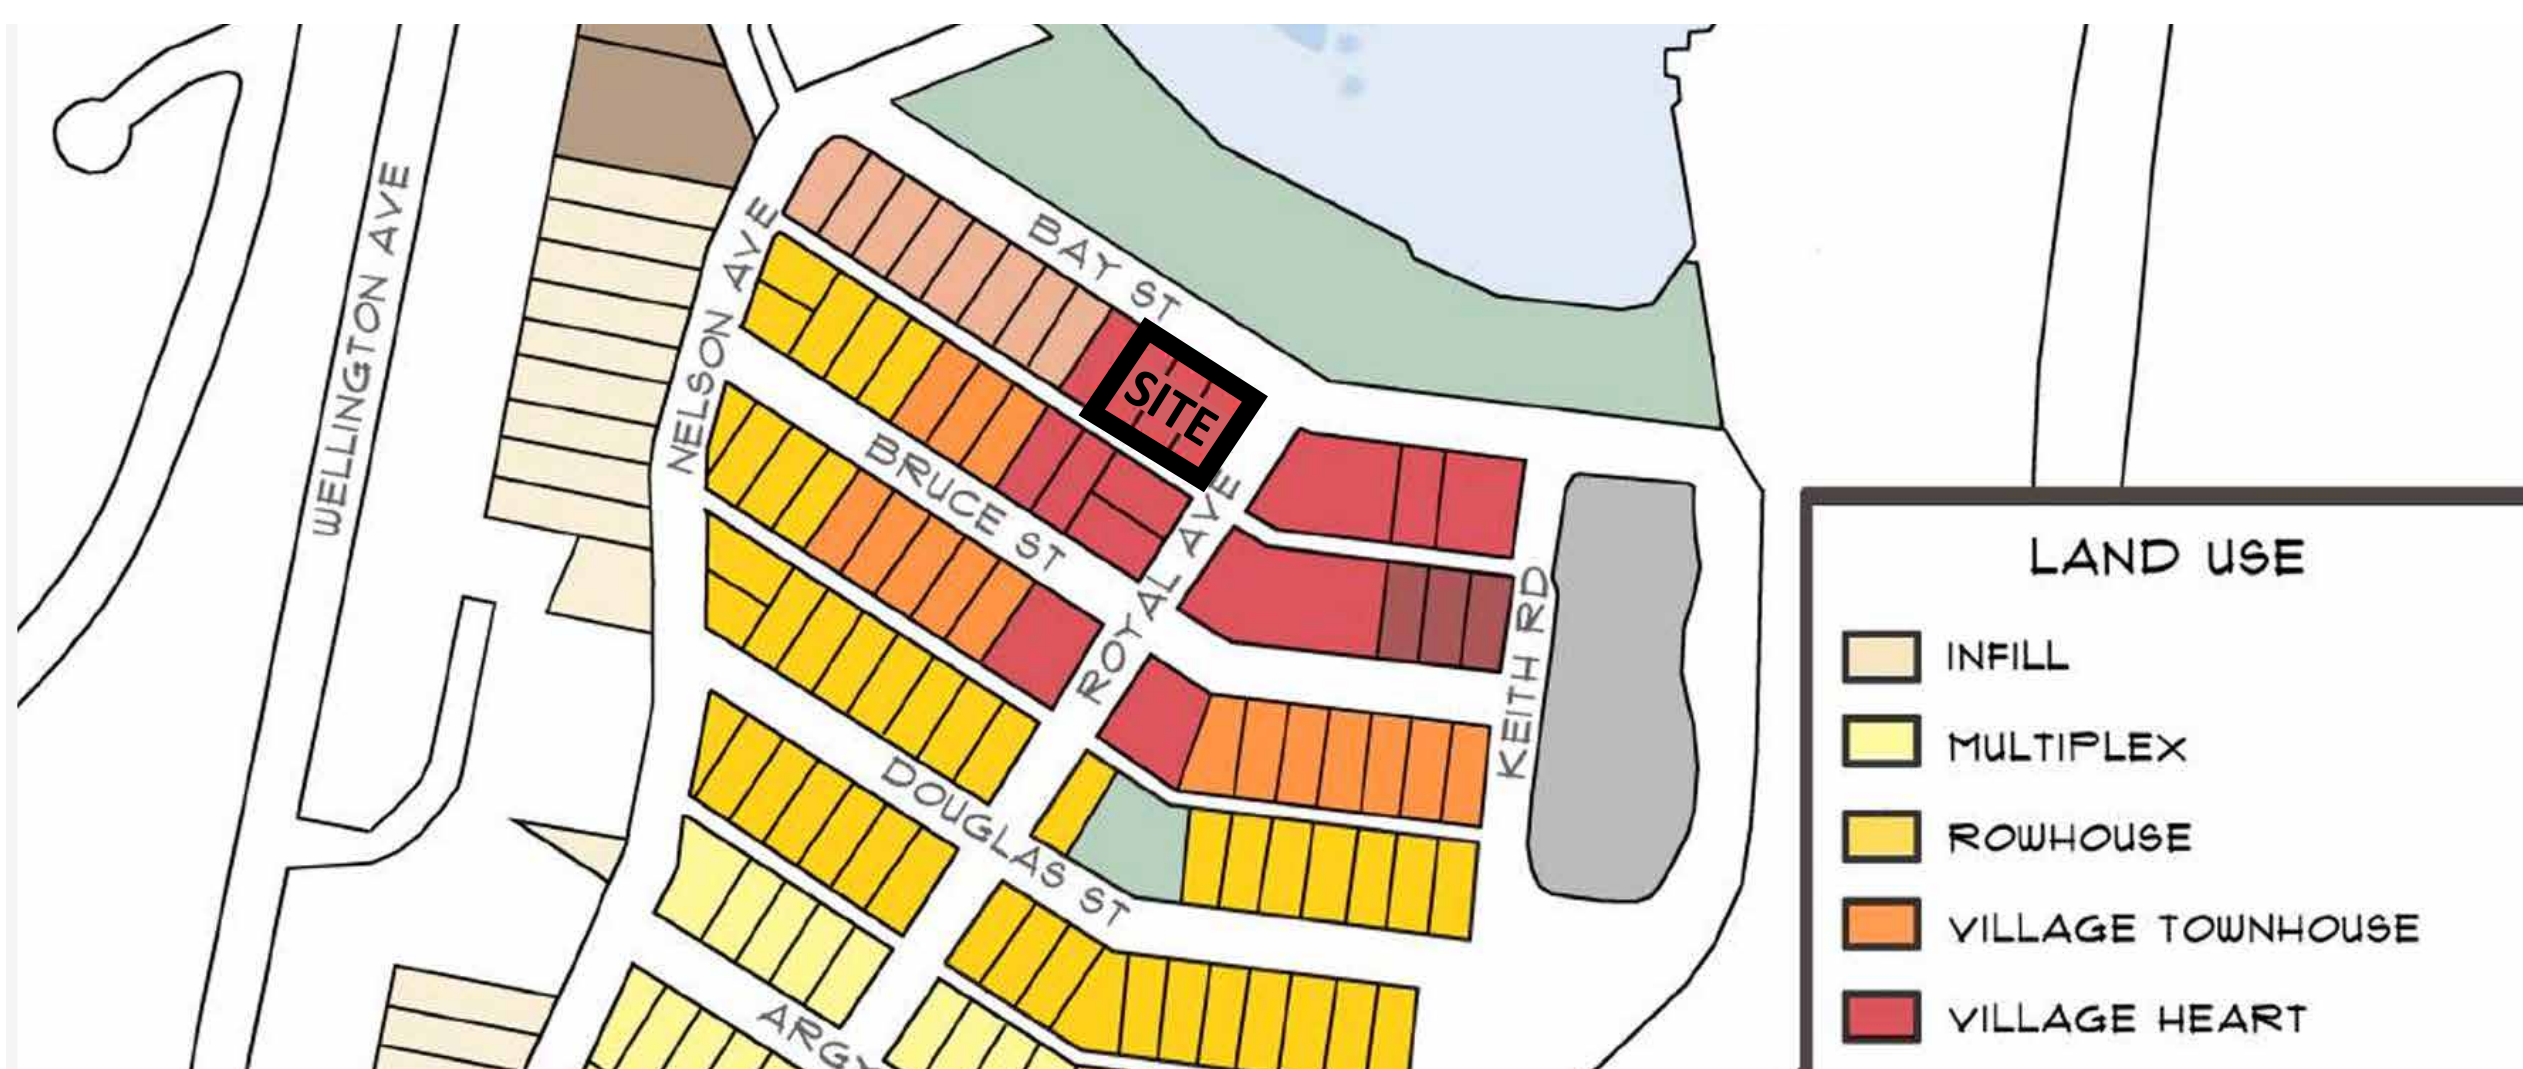 WELLINGTON AVE
NELSON AVE
BAY ST
SITE
BRUCE ST
ROYAL AVE
KEITH RD
DOUGLAS ST
ARGY
LAND USE
INFILL
MULTIPLEX
ROWHOUSE
VILLAGE TOWNHOUSE
VILLAGE HEART